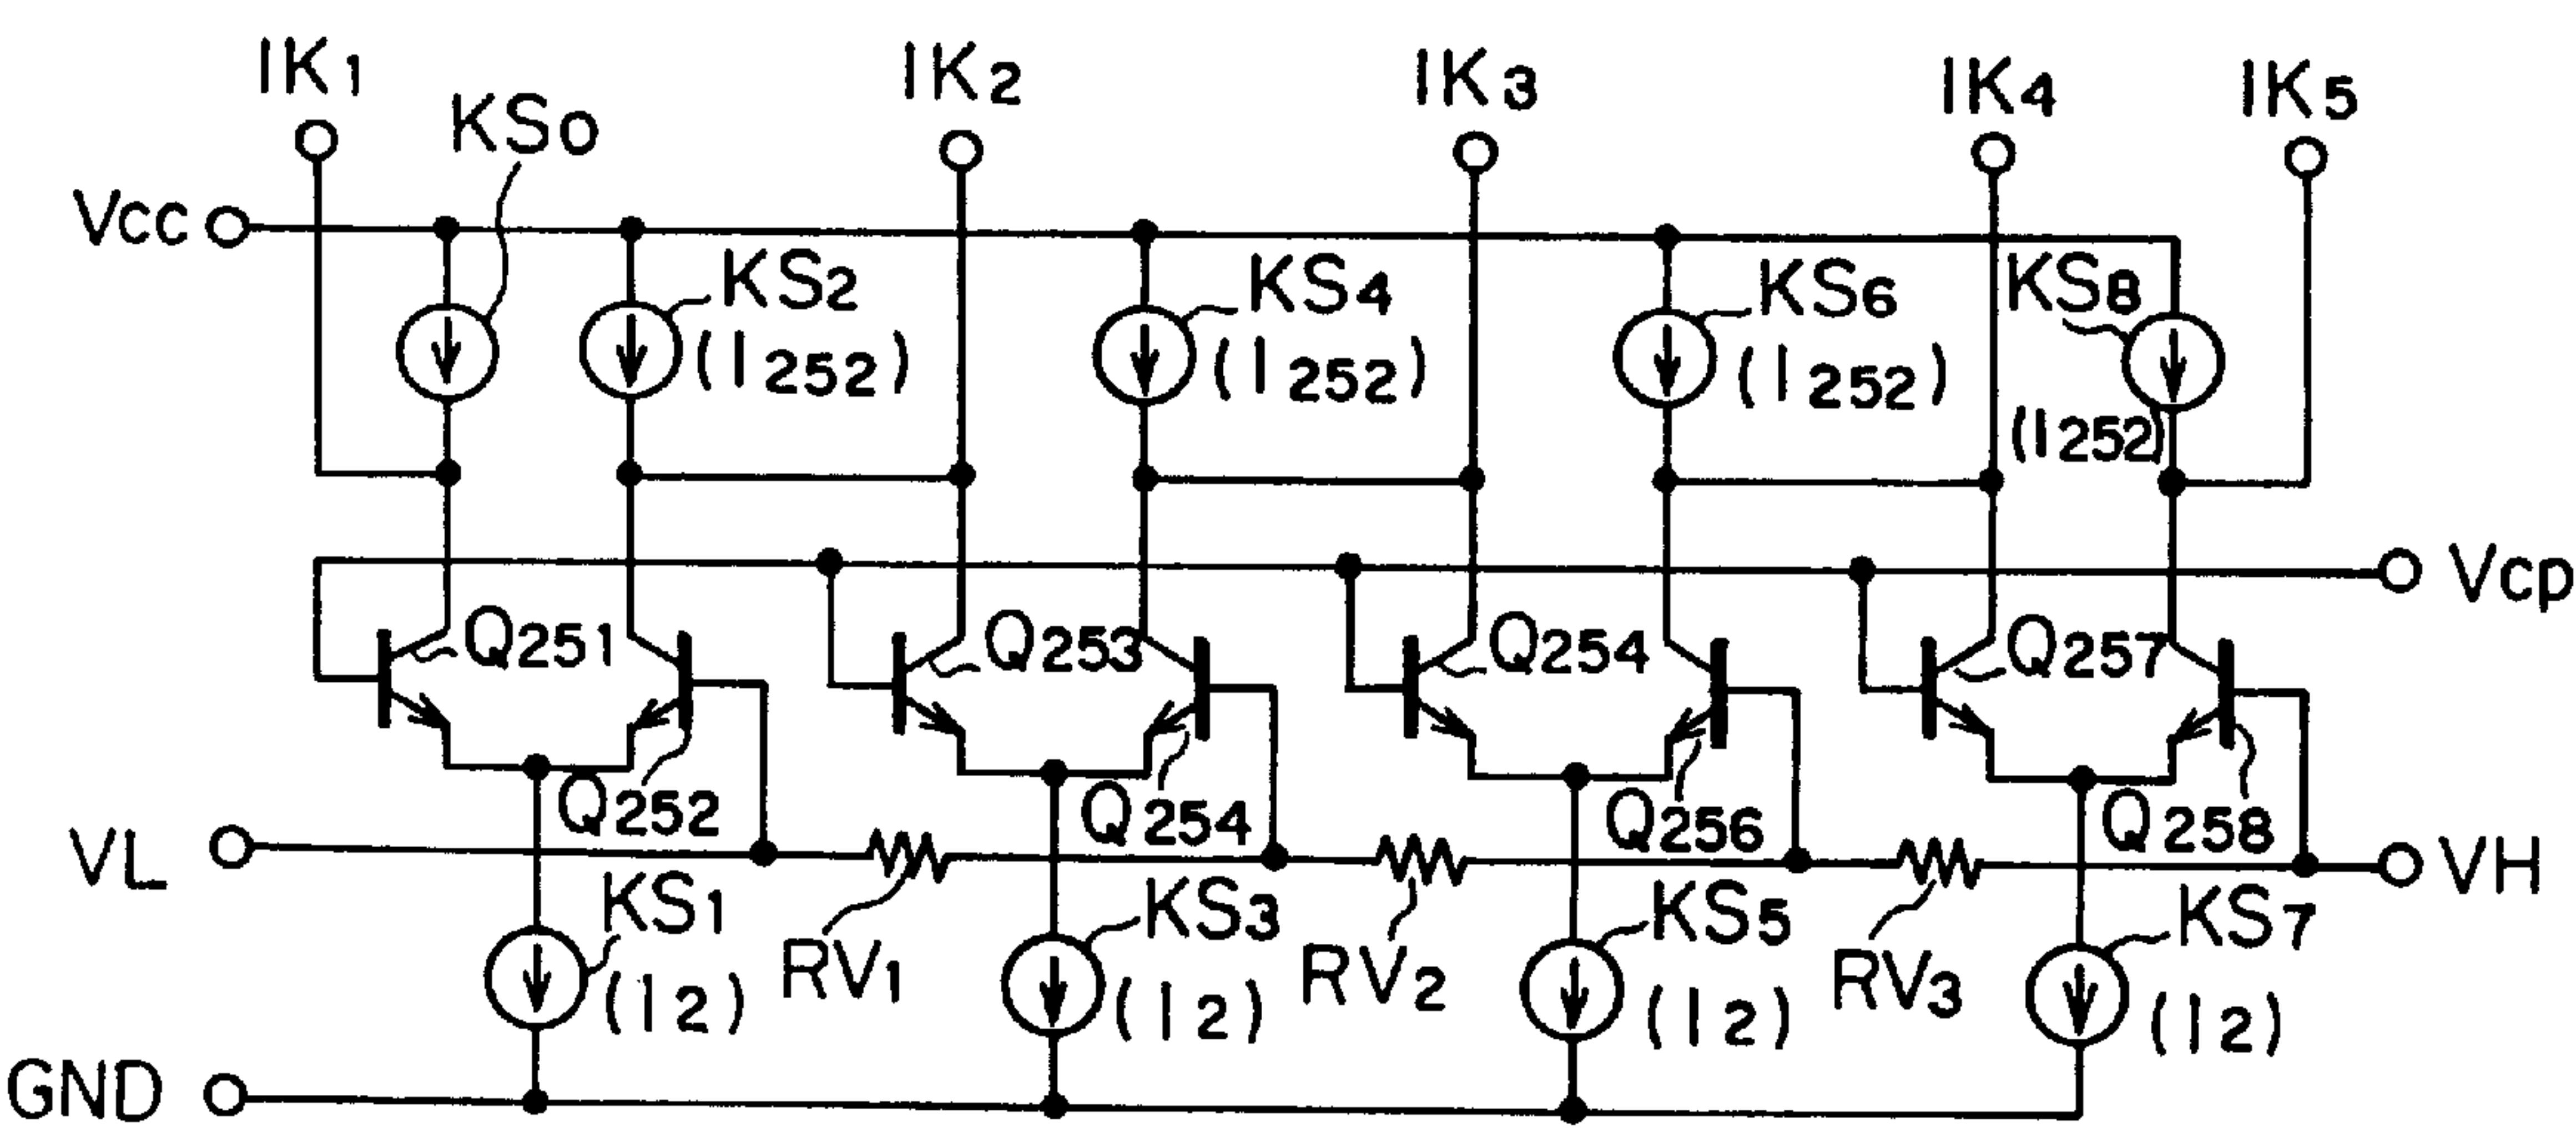 IK1
IK2
IK3
IK4
IK5
KS0
Vcc
KS2
(I252)
KS4
(I252)
KS6
(I252)
KS8
(I252)
Vcp
Q251
Q253
Q254
Q257
Q252
Q254
Q256
Q258
VL
VH
KS1
(I2)
RV1
KS3
(I2)
RV2
KS5
(I2)
RV3
KS7
(I2)
GND